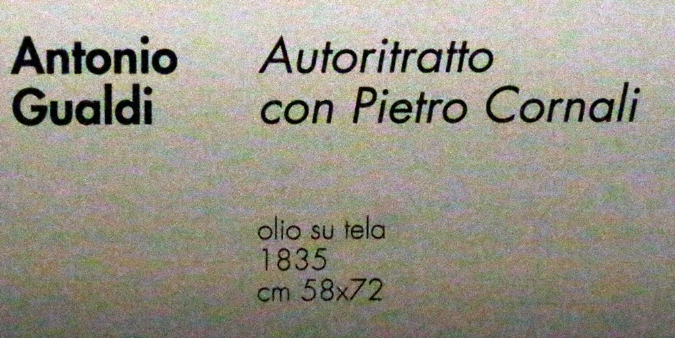 Antonio
Gualdi
Autoritratto
con Pietro Cornali
olio su tela
1835
cm 58x72